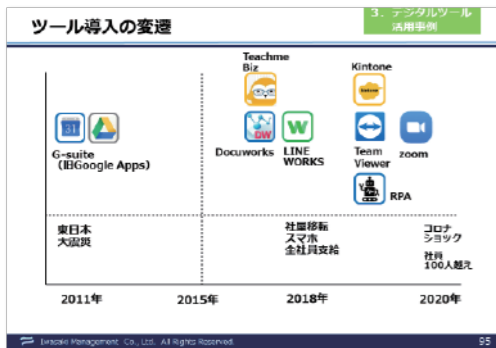 ツール導入の変遷
3. デジタルツール
活用事例
Teachme
Biz
Kintone
31
DW
W
kintone
G-suite
(旧Google Apps)
Docuworks
LINE
WORKS
Team
Viewer
zoom
RPA
東日本
大震災
社屋移転
スマホ
全社員支給
コロナ
ショック
社員
100人越え
2011年
2015年
2018年
2020年
Iwasaki Management Co., Ltd. All Rights Reserved.
95